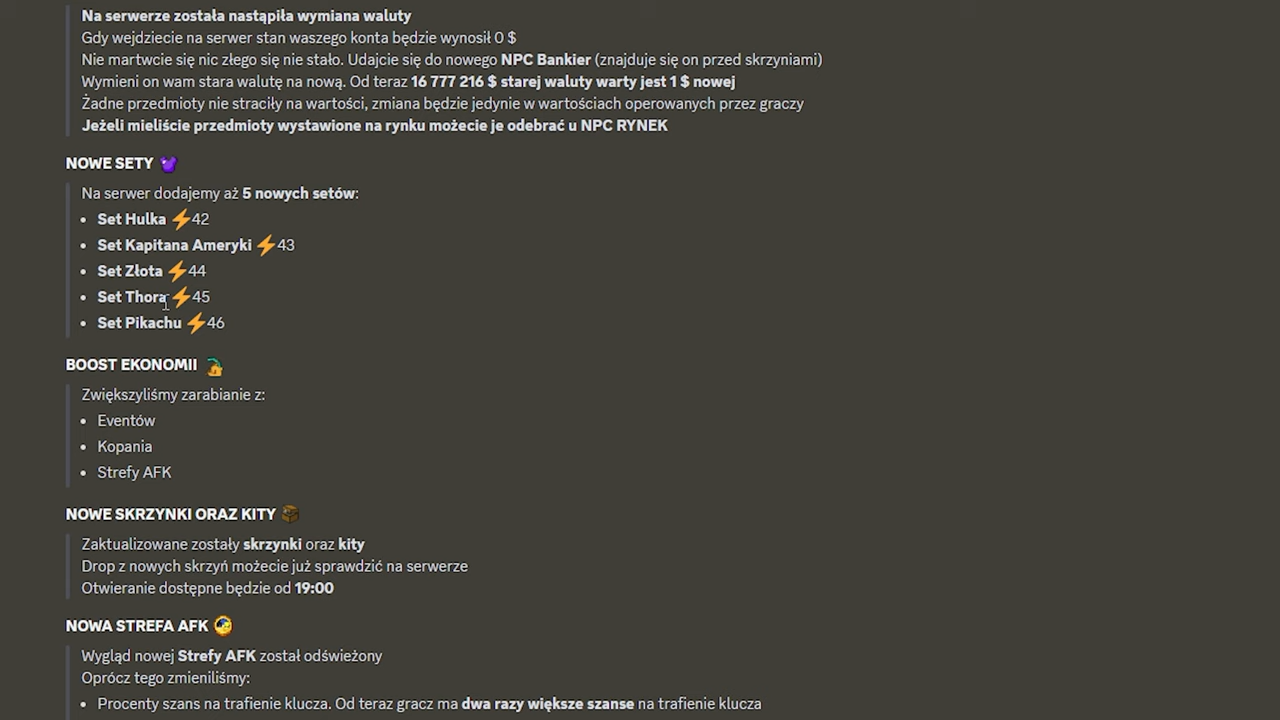 Na serwerze została nastąpiła wymiana waluty
Gdy wejdziecie na serwer stan waszego konta będzie wynosił 0 $
Nie martwcie się nic złego się nie stało. Udajcie się do nowego NPC Bankier (znajduje się on przed skrzyniami)
Wymieni on wam stara walutę na nową. Od teraz 16 777 216 $ starej waluty warty jest 1 $ nowej
Żadne przedmioty nie straciły na wartości, zmiana będzie jedynie w wartościach operowanych przez graczy
Jeżeli mieliście przedmioty wystawione na rynku możecie je odebrać u NPC RYNEK
NOWE SETY
Na serwer dodajemy aż 5 nowych setów:
• Set Hulka ⚡42
• Set Kapitana Ameryki ⚡43
• Set Złota ⚡44
• Set Thora ⚡45
• Set Pikachu ⚡46
BOOST EKONOMII
Zwiększyliśmy zarabianie z:
• Eventów
• Kopania
• Strefy AFK
NOWE SKRZYNKI ORAZ KITY
Zaktualizowane zostały skrzynki oraz kity
Drop z nowych skrzyń możecie już sprawdzić na serwerze
Otwieranie dostępne będzie od 19:00
NOWA STREFA AFK
Wygląd nowej Strefy AFK został odświeżony
Oprócz tego zmieniliśmy:
• Procenty szans na trafienie klucza. Od teraz gracz ma dwa razy większe szanse na trafienie klucza